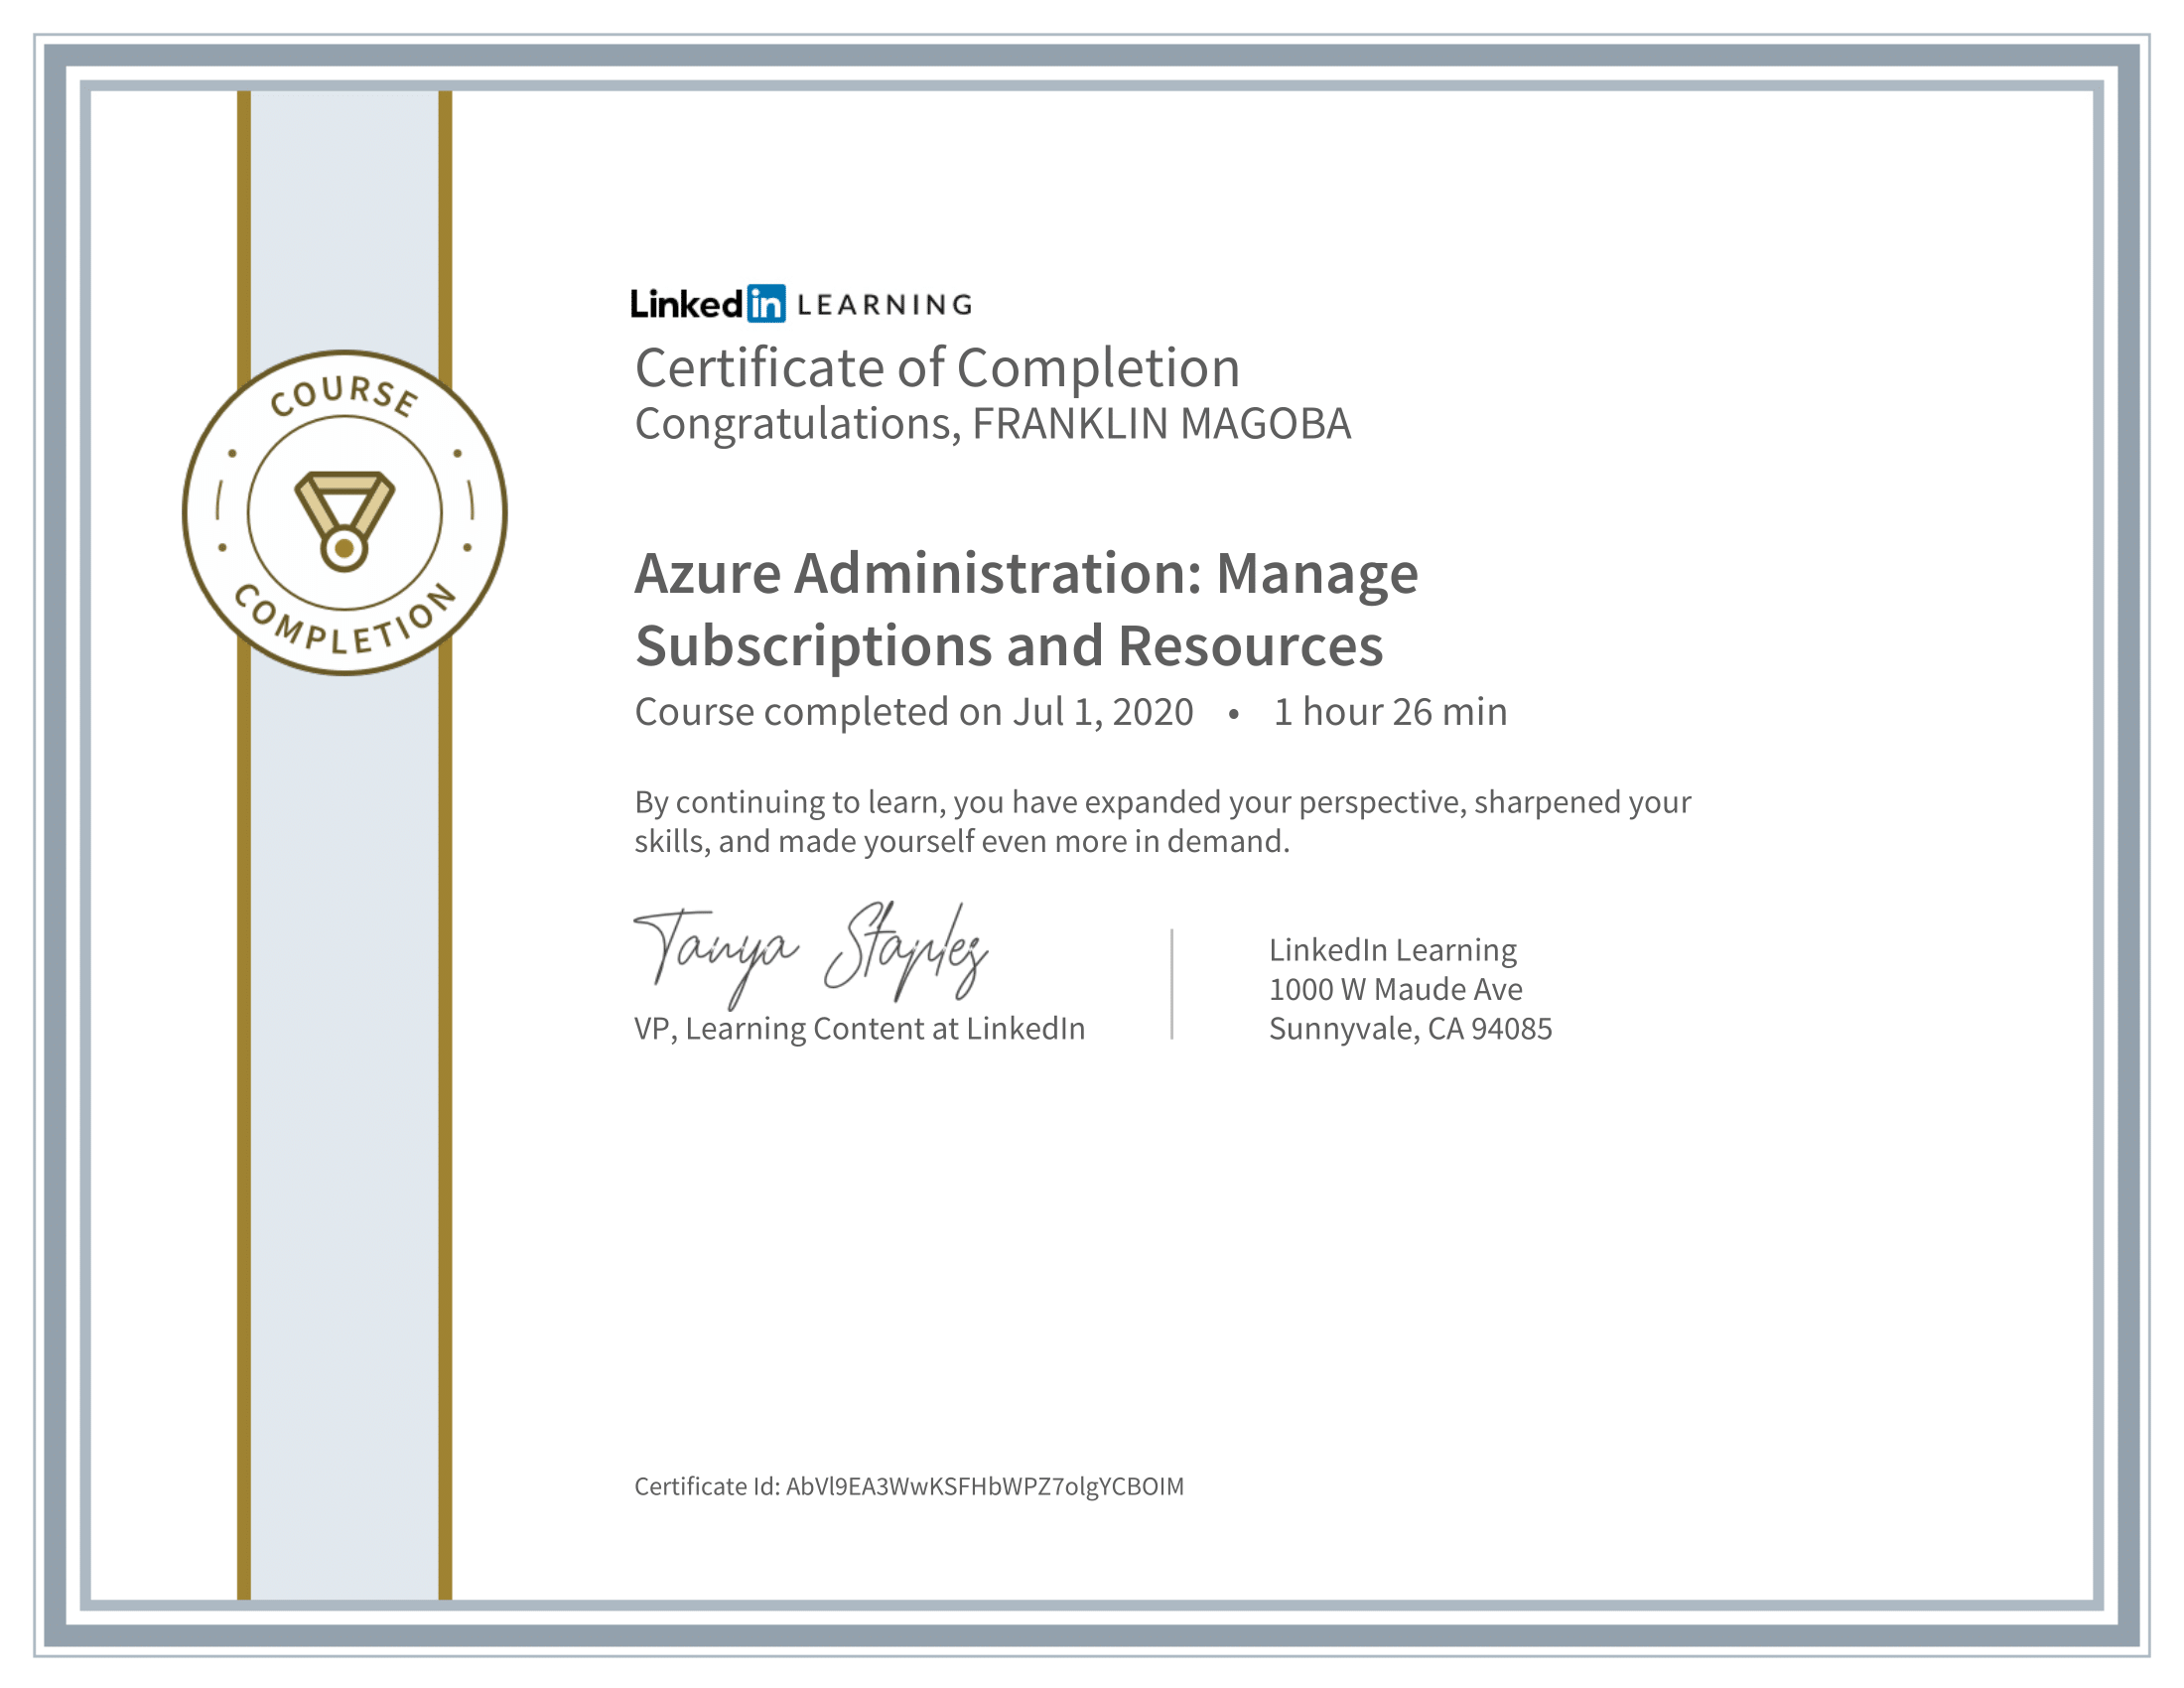 COURSE
COMPLETION
Linkedin LEARNING
Certificate of Completion
Congratulations, FRANKLIN MAGOBA
Azure Administration: Manage
Subscriptions and Resources
Course completed on Jul 1, 2020 • 1 hour 26 min
By continuing to learn, you have expanded your perspective, sharpened your
skills, and made yourself even more in demand.
Tanya Staples
VP, Learning Content at LinkedIn
LinkedIn Learning
1000 W Maude Ave
Sunnyvale, CA 94085
Certificate Id: AbVl9EA3WwKSFHbWPZ7olgYCBOIM